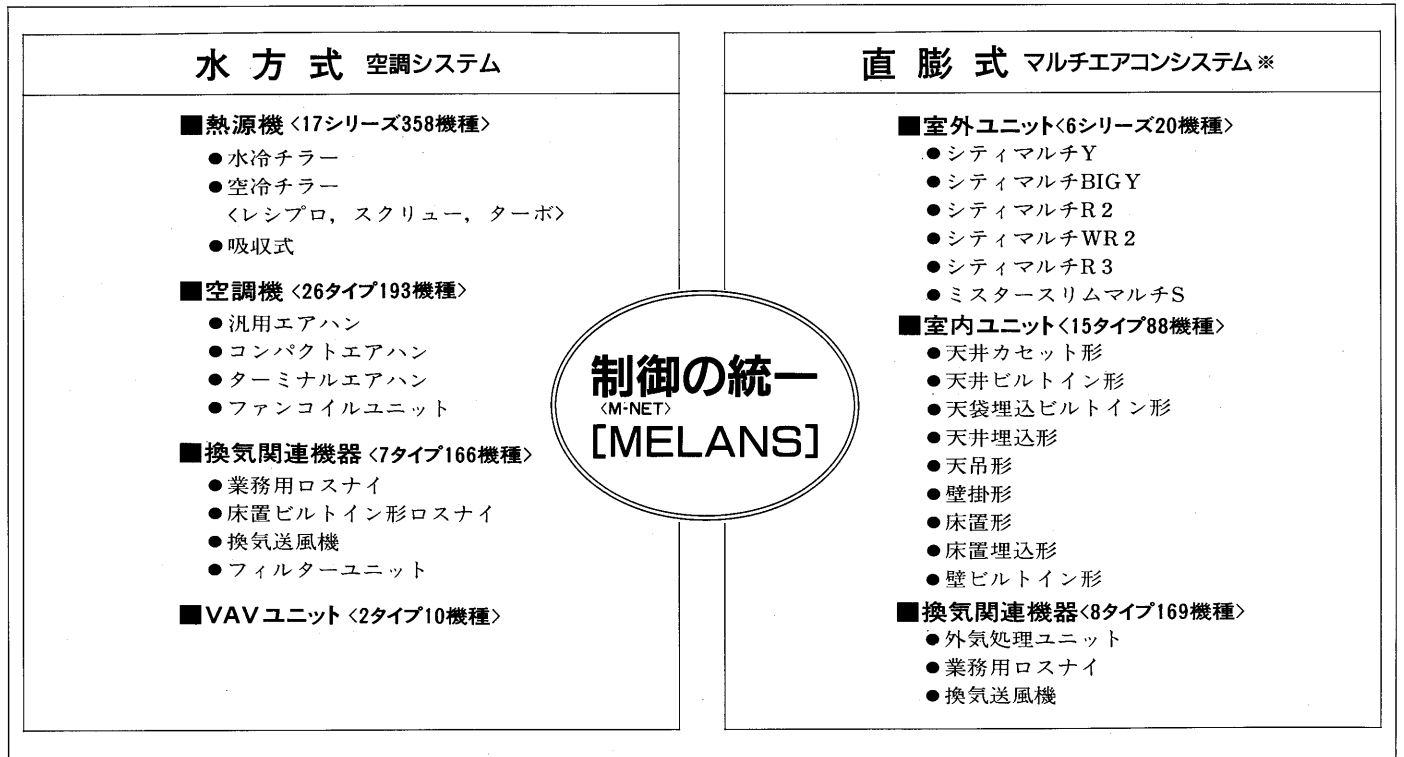 水方式 空調システム
■熱源機〈17シリーズ358機種〉
●水冷チラー
●空冷チラー
〈レシプロ，スクリュー，ターボ〉
●吸収式
■空調機〈26タイプ193機種〉
●汎用エアハン
●コンパクトエアハン
●ターミナルエアハン
●ファンコイルユニット
■換気関連機器〈7タイプ166機種〉
●業務用ロスナイ
●床置ビルトイン形ロスナイ
●換気送風機
●フィルターユニット
■VAVユニット〈2タイプ10機種〉
制御の統一
〈M-NET〉
[MELANS]
直膨式 マルチエアコンシステム※
■室外ユニット〈6シリーズ20機種〉
●シティマルチY
●シティマルチBIG Y
●シティマルチR2
●シティマルチWR2
●シティマルチR3
●ミスタースリムマルチS
■室内ユニット〈15タイプ88機種〉
●天井カセット形
●天井ビルトイン形
●天袋埋込ビルトイン形
●天井埋込形
●天吊形
●壁掛形
●床置形
●床置埋込形
●壁ビルトイン形
■換気関連機器〈8タイプ169機種〉
●外気処理ユニット
●業務用ロスナイ
●換気送風機